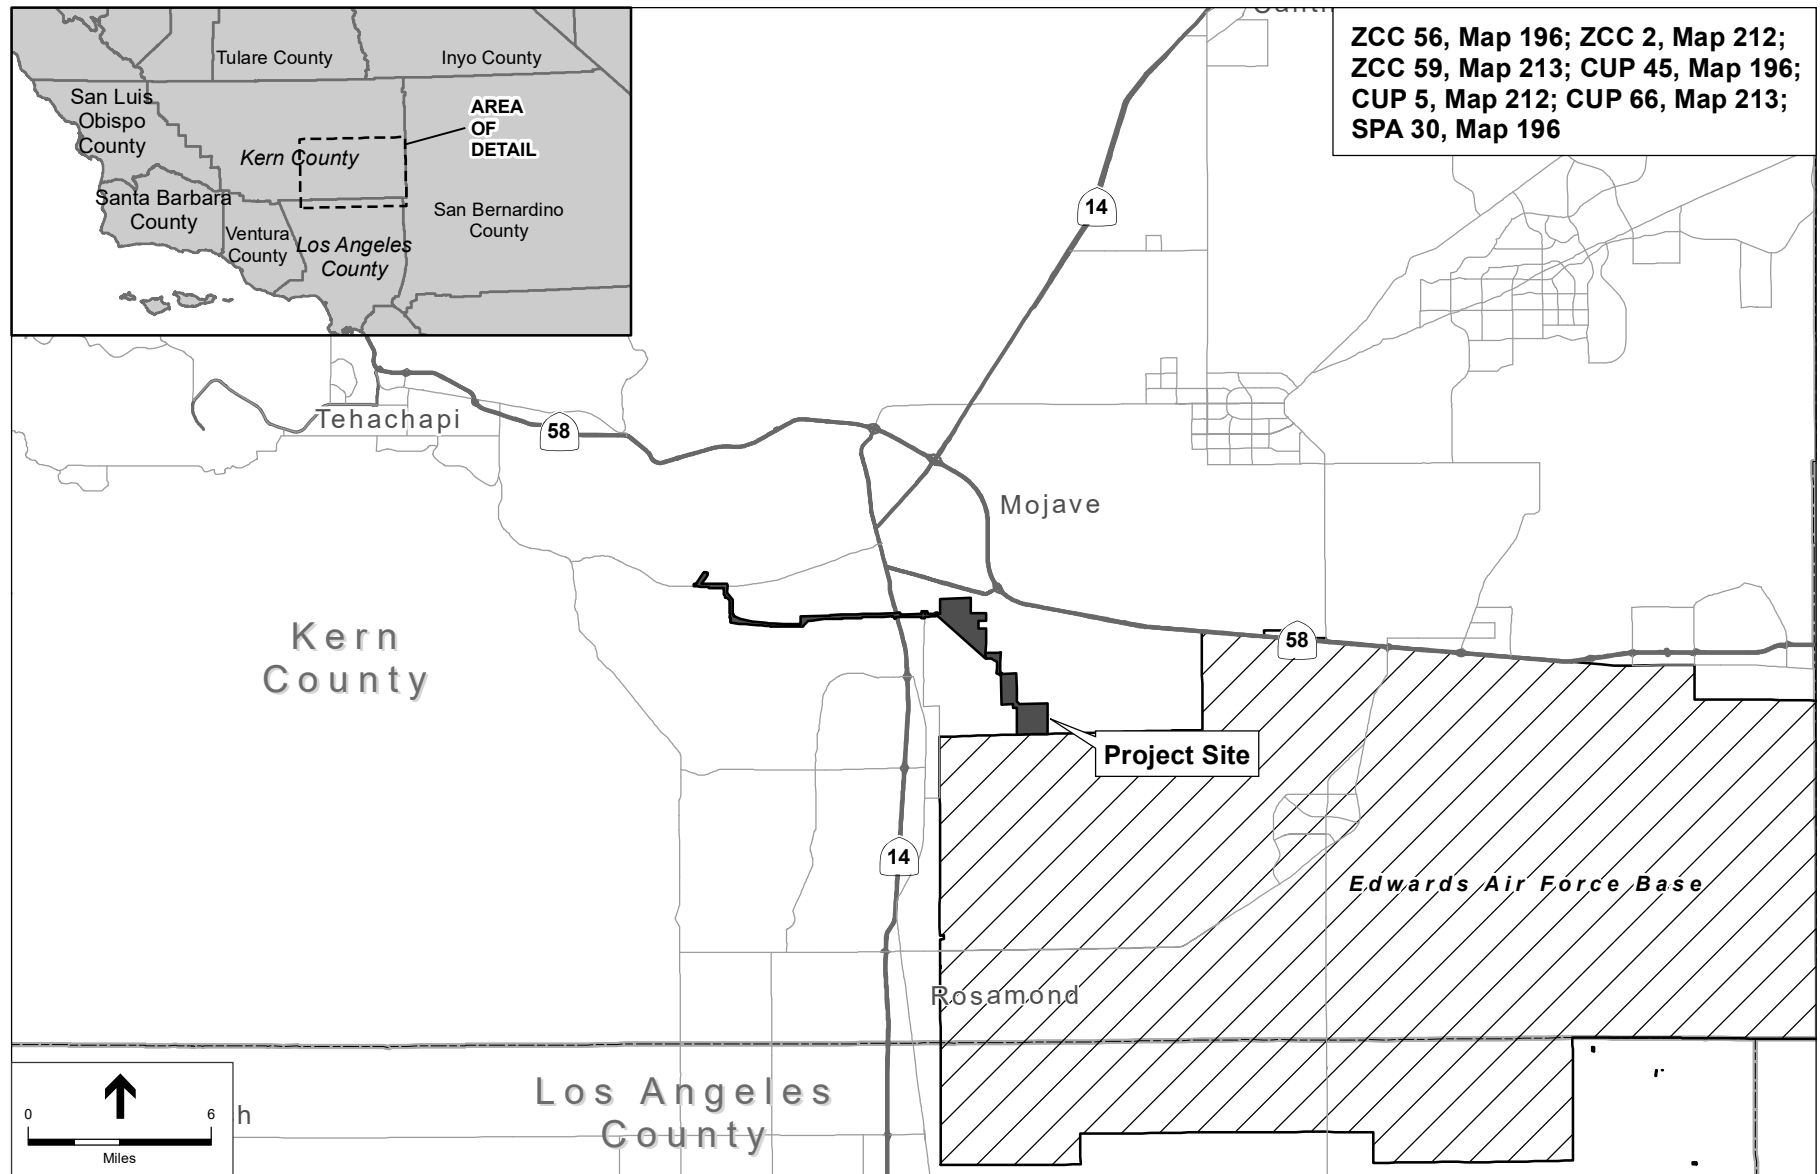 Tulare County
Inyo County
San Luis
Obispo
County
AREA
OF
DETAIL
Kern County
Santa Barbara
County
Ventura
County
Los Angeles
County
San Bernardino
County
ZCC 56, Map 196; ZCC 2, Map 212;
ZCC 59, Map 213; CUP 45, Map 196;
CUP 5, Map 212; CUP 66, Map 213;
SPA 30, Map 196
14
Tehachapi
58
Mojave
Kern
County
58
Project Site
14
Edwards Air Force Base
Rosamond
Los Angeles
County
0
6
Miles
h